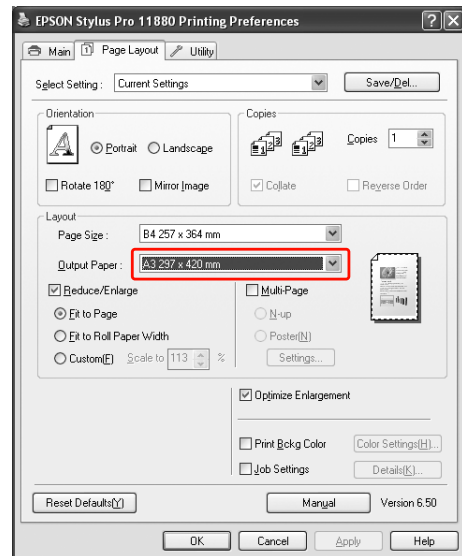 EPSON Stylus Pro 11880 Printing Preferences
Main Page Layout Utility
Select Setting : Current Settings Save/Del...
Orientation Copies
Portrait Landscape Copies 1
Rotate 180° Mirror Image Collate Reverse Order
Layout
Page Size : B4 257 x 364 mm
Output Paper : A3 297 x 420 mm
Reduce/Enlarge Multi-Page
Fit to Page N-up
Fit to Roll Paper Width Poster(N)
Custom(F) Scale to 113 % Settings...
Optimize Enlargement
Print Bckg Color Color Settings(H)...
Job Settings Details(K)...
Reset Defaults(Y) Manual Version 6.50
OK Cancel Apply Help